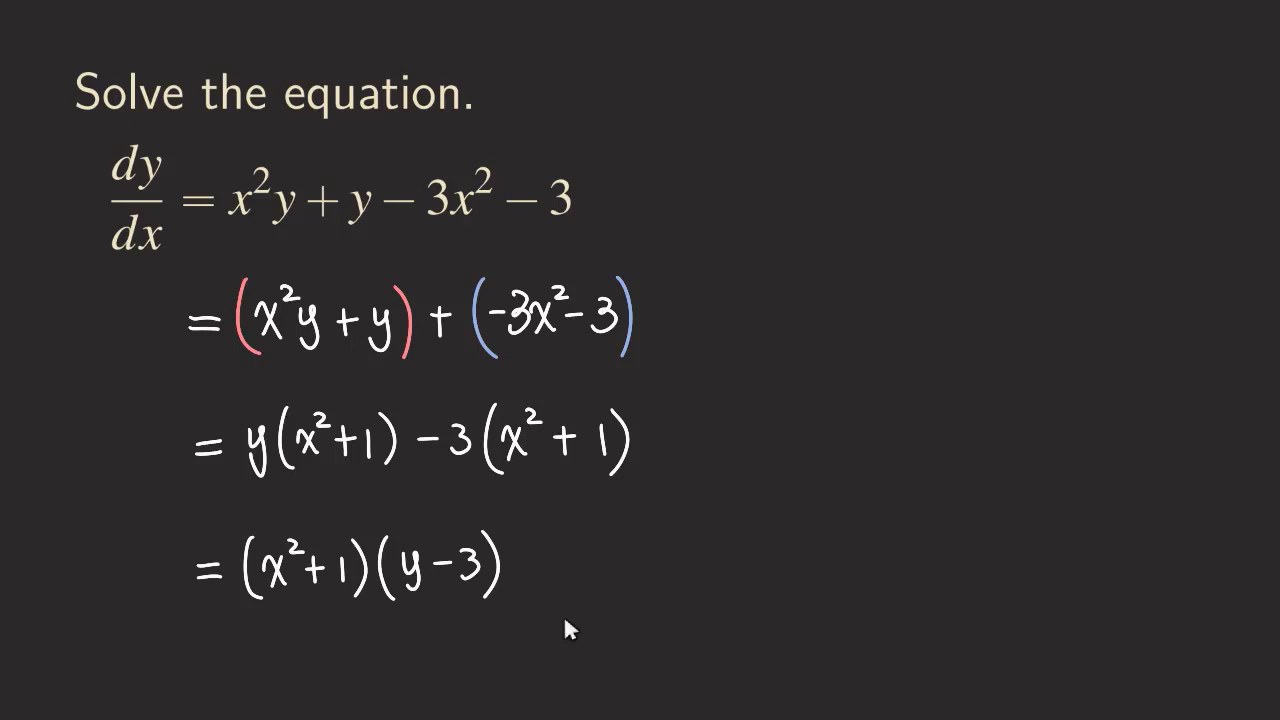 Solve the equation.
dy/dx = x²y + y − 3x² − 3
= (x²y + y) + (-3x² - 3)
= y(x² + 1) - 3(x² + 1)
= (x² + 1)(y - 3)